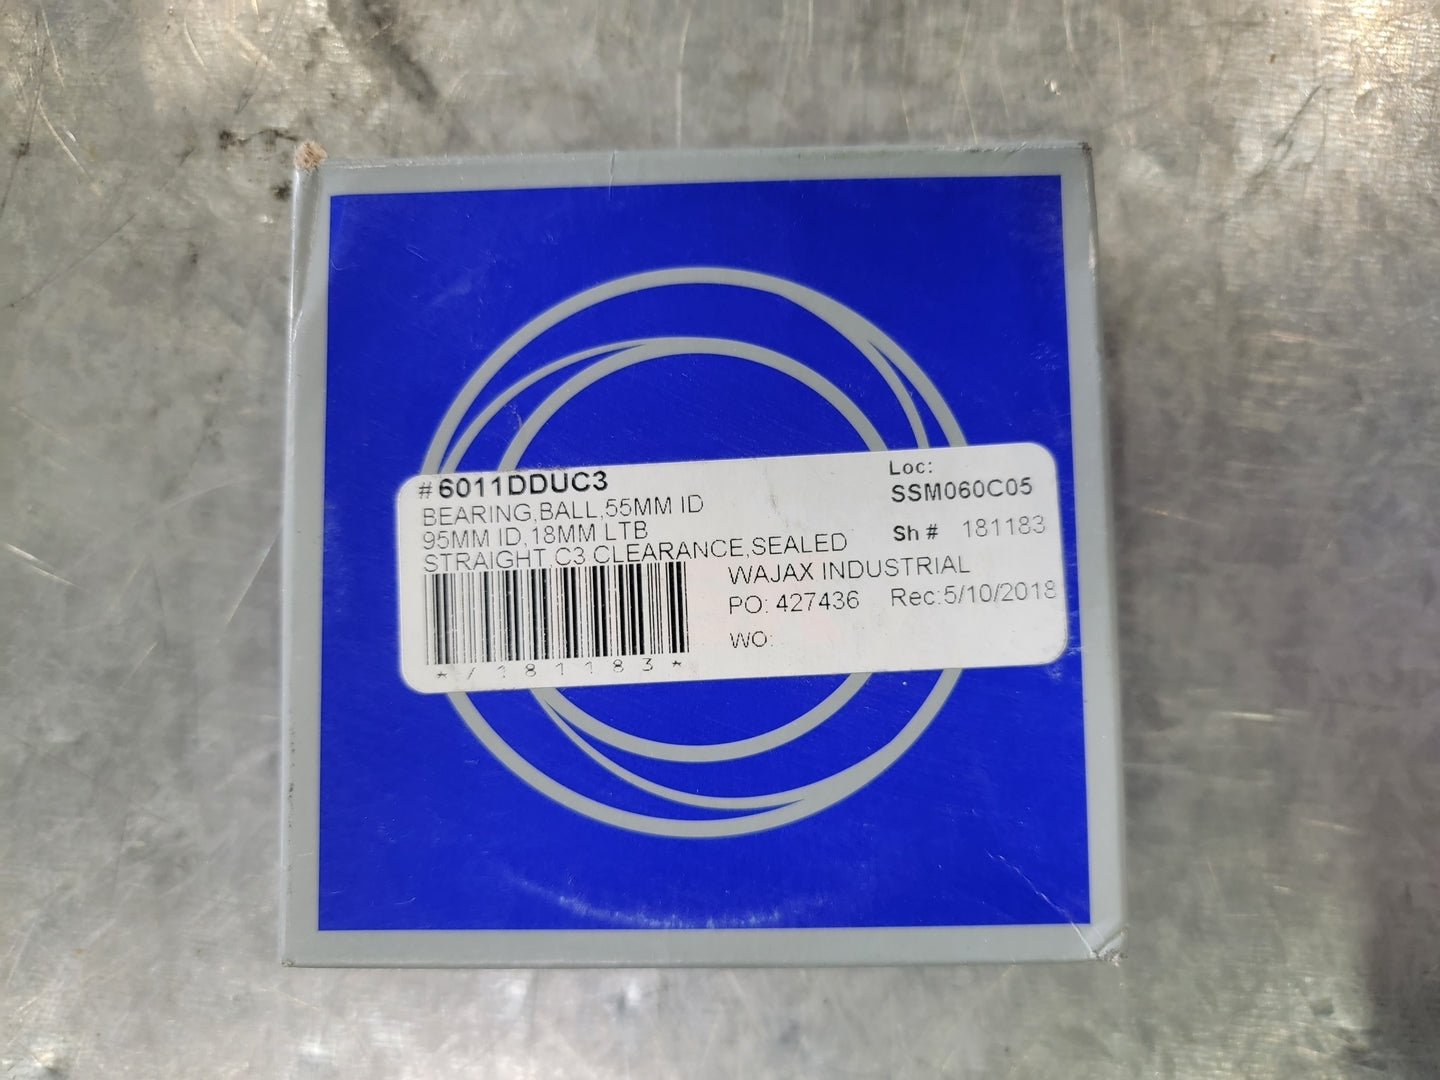 #6011DDUC3
BEARING,BALL,55MM ID
95MM ID,18MM LTB
STRAIGHT,C3 CLEARANCE,SEALED
Loc:
SSM060C05
Sh # 181183
WAJAX INDUSTRIAL
PO: 427436 Rec:5/10/2018
WO:
*/181183*